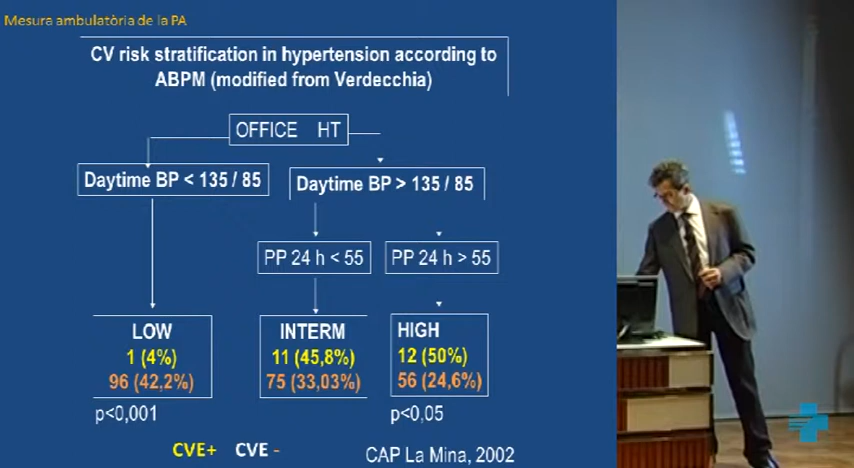 Mesura ambulatòria de la PA
CV risk stratification in hypertension according to
ABPM (modified from Verdecchia)
OFFICE HT
Daytime BP < 135 / 85
Daytime BP > 135 / 85
PP 24 h < 55
PP 24 h > 55
LOW
1 (4%)
96 (42,2%)
INTERM
11 (45,8%)
75 (33,03%)
HIGH
12 (50%)
56 (24,6%)
p<0,001
p<0,05
CVE+ CVE -
CAP La Mina, 2002